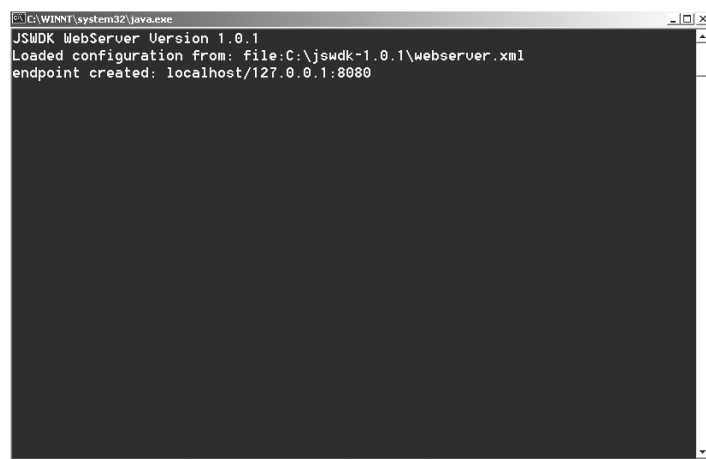 C:\WINNT\system32\java.exe
JSWDK WebServer Version 1.0.1
Loaded configuration from: file:C:\jswdk-1.0.1\webserver.xml
endpoint created: localhost/127.0.0.1:8080